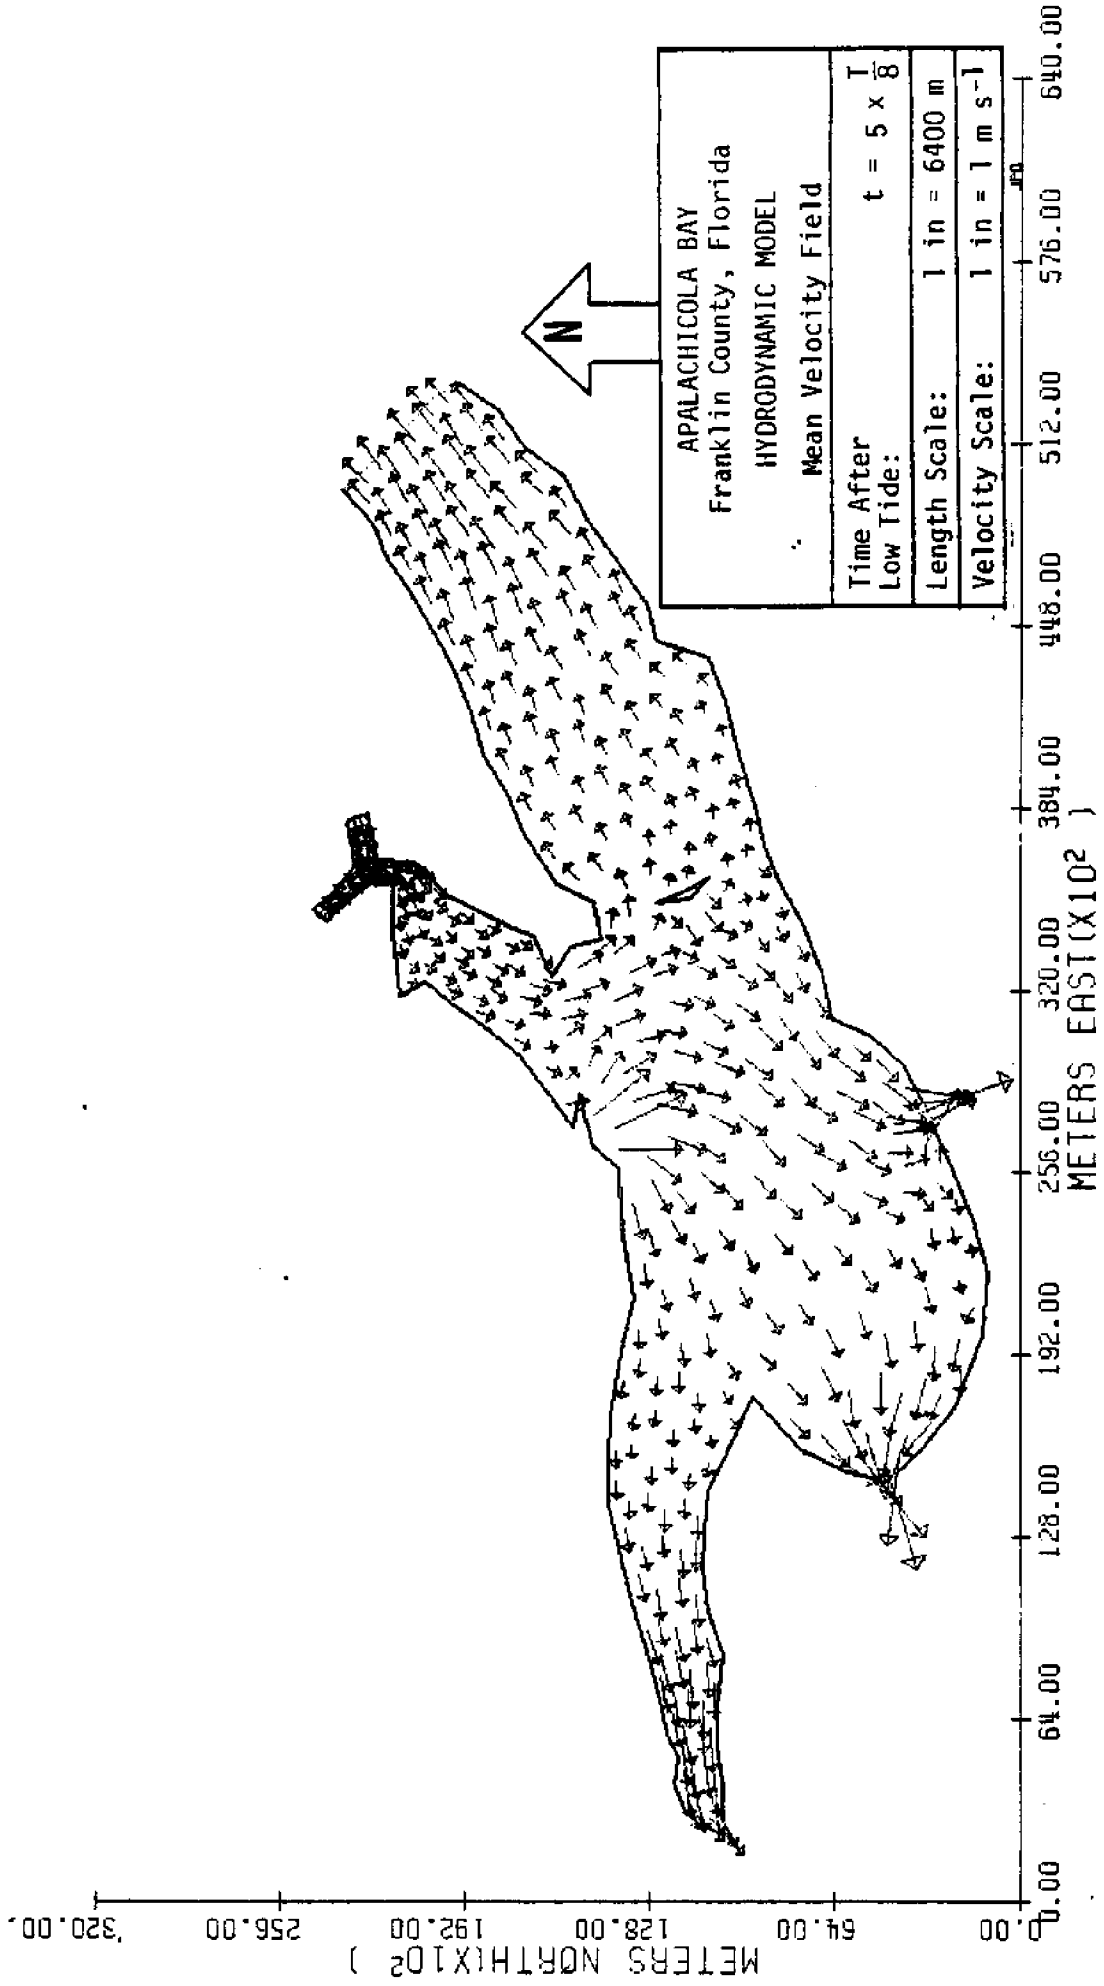 N
APALACHICOLA BAY
Franklin County, Florida
HYDRODYNAMIC MODEL
Mean Velocity Field
Time After
Low Tide: t = 5 x T/8
Length Scale: 1 in = 6400 m
Velocity Scale: 1 in = 1 m s⁻¹
METERS NORTH(X10² )
320.00
256.00
192.00
128.00
64.00
0.00
0.00 64.00 128.00 192.00 256.00 320.00 384.00 448.00 512.00 576.00 640.00
METERS EAST(X10² )